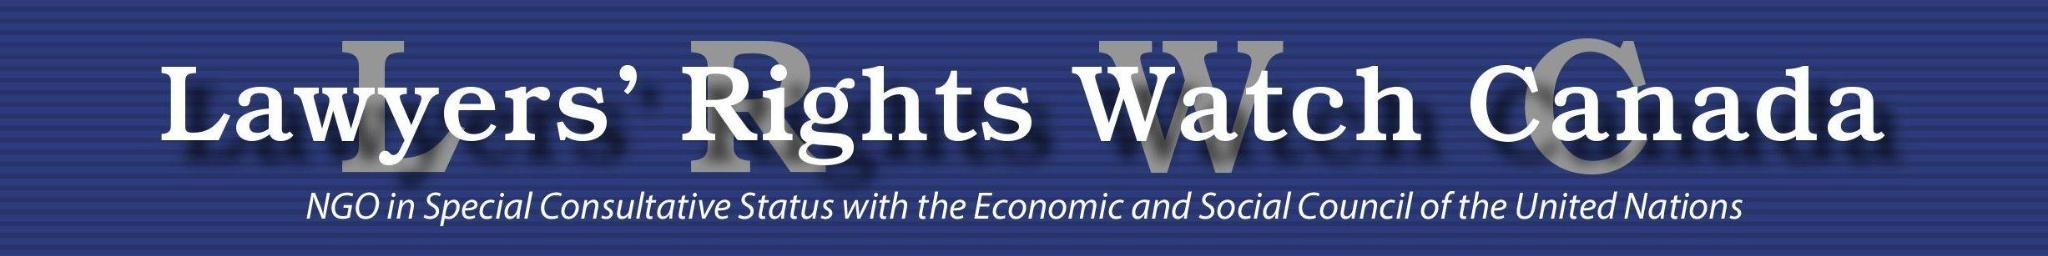 L R W C
Lawyers’ Rights Watch Canada
NGO in Special Consultative Status with the Economic and Social Council of the United Nations